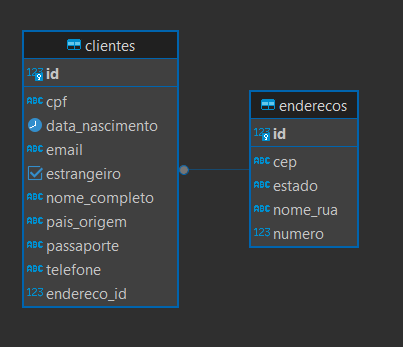 clientes
123 id
ABC cpf
data_nascimento
ABC email
estrangeiro
ABC nome_completo
ABC pais_origem
ABC passaporte
ABC telefone
123 endereco_id
enderecos
123 id
ABC cep
ABC estado
ABC nome_rua
123 numero